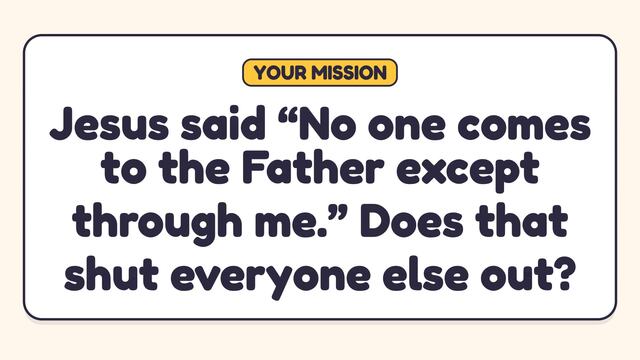 YOUR MISSION
Jesus said “No one comes
to the Father except
through me.” Does that
shut everyone else out?